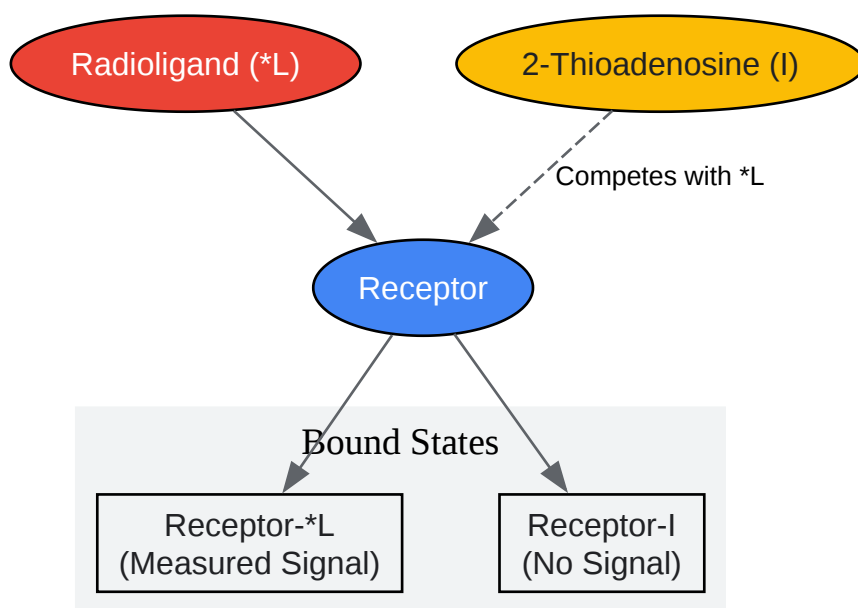 Radioligand (*L)
2-Thioadenosine (I)
Competes with *L
Receptor
Bound States
Receptor-*L
(Measured Signal)
Receptor-I
(No Signal)